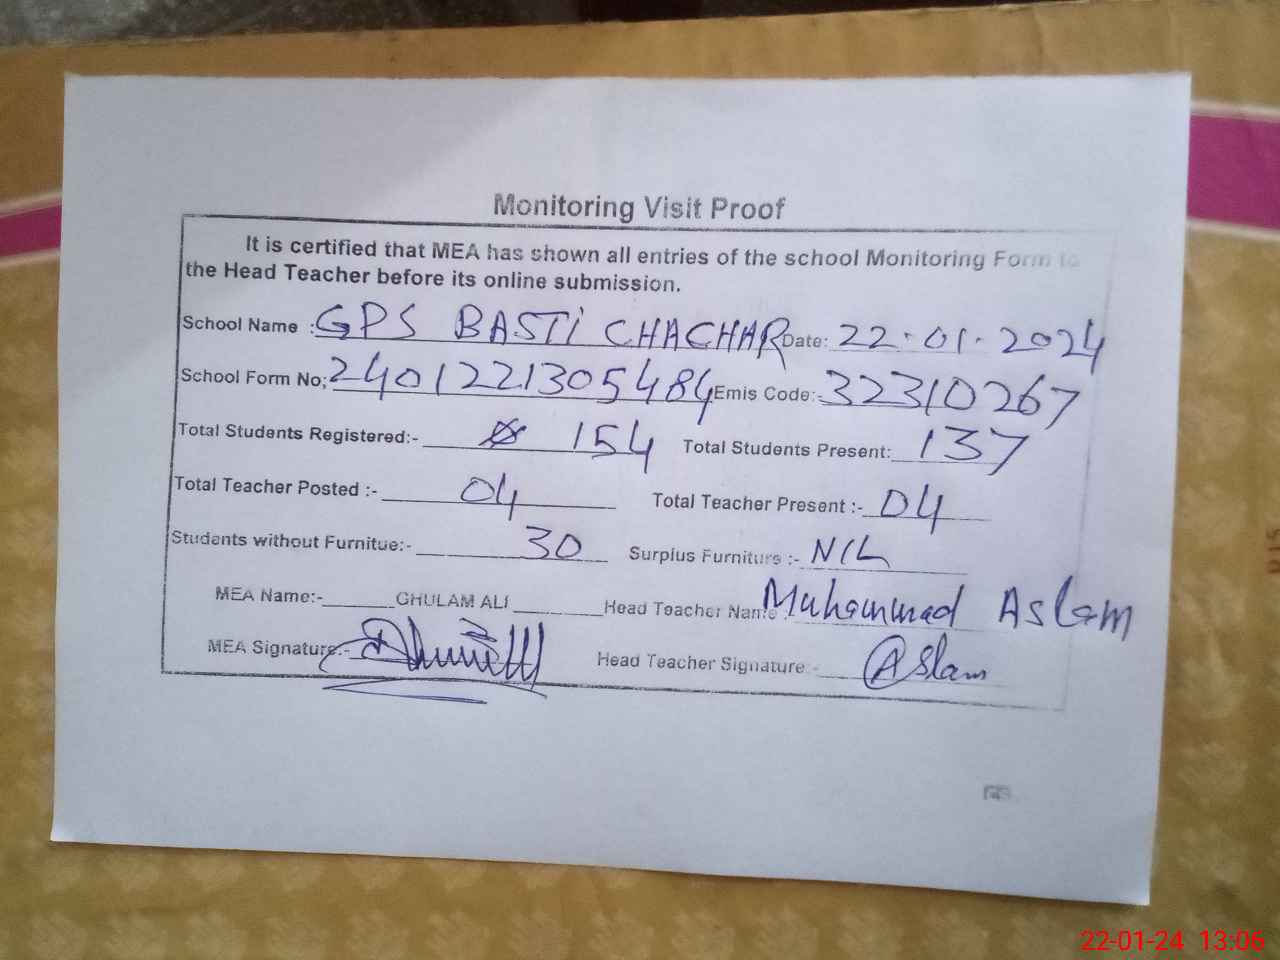 Monitoring Visit Proof
It is certified that MEA has shown all entries of the school Monitoring Form to
the Head Teacher before its online submission.
School Name :GPS BASTI CHACHAR Date: 22.01.2024
School Form No; 2401221305484 Emis Code:- 32310267
Total Students Registered:- 154 Total Students Present: 137
Total Teacher Posted :- 04 Total Teacher Present :- 04
Students without Furnitue:- 30 Surplus Furniture :- NIL
MEA Name:- GHULAM ALI Head Teacher Name: Muhammad Aslam
MEA Signature:- Head Teacher Signature:- Aslam
22-01-24 13:06